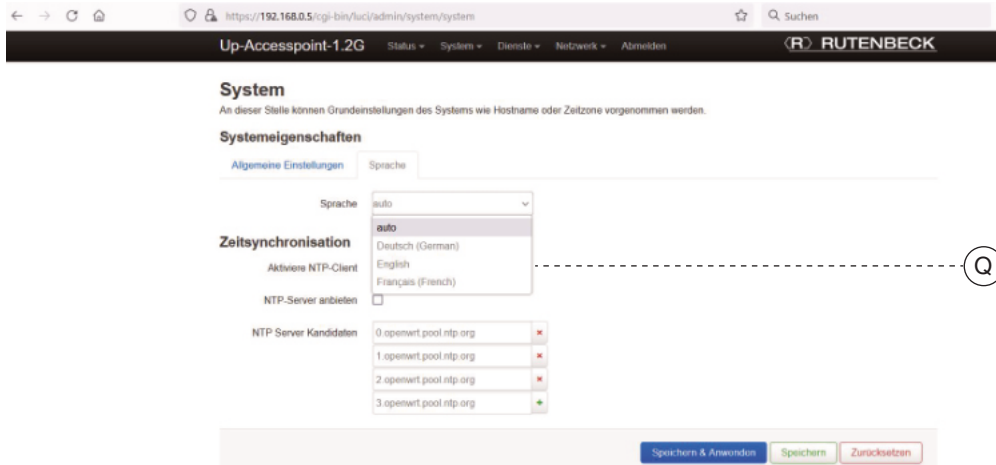 https://192.168.0.5/cgi-bin/luci/admin/system/system
Suchen
Up-Accesspoint-1.2G Status System Dienste Netzwerk Abmelden (R) RUTENBECK
System
An dieser Stelle können Grundeinstellungen des Systems wie Hostname oder Zeitzone vorgenommen werden.
Systemeigenschaften
Allgemeine Einstellungen Sprache
Sprache auto
auto
Deutsch (German)
English
Français (French)
Zeitsynchronisation
Aktiviere NTP-Client
Q
NTP-Server anbieten
NTP Server Kandidaten 0.openwrt.pool.ntp.org
1.openwrt.pool.ntp.org
2.openwrt.pool.ntp.org
3.openwrt.pool.ntp.org
Speichern & Anwenden Speichern Zurücksetzen